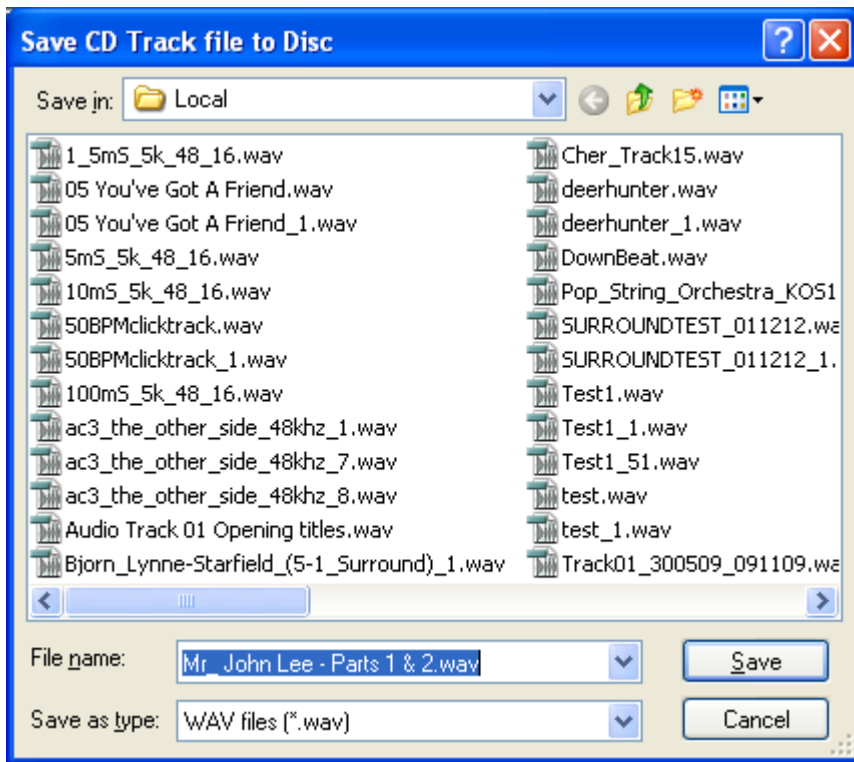 Save CD Track file to Disc
Save in: Local
1_5mS_5k_48_16.wav
05 You've Got A Friend.wav
05 You've Got A Friend_1.wav
5mS_5k_48_16.wav
10mS_5k_48_16.wav
50BPMclicktrack.wav
50BPMclicktrack_1.wav
100mS_5k_48_16.wav
ac3_the_other_side_48khz_1.wav
ac3_the_other_side_48khz_7.wav
ac3_the_other_side_48khz_8.wav
Audio Track 01 Opening titles.wav
Bjorn_Lynne-Starfield_(5-1_Surround)_1.wav
Cher_Track15.wav
deerhunter.wav
deerhunter_1.wav
DownBeat.wav
Pop_String_Orchestra_KOS1
SURROUNDTEST_011212.wa
SURROUNDTEST_011212_1.
Test1.wav
Test1_1.wav
Test1_51.wav
test.wav
test_1.wav
Track01_300509_091109.wa
File name: Mr_ John Lee - Parts 1 & 2.wav Save
Save as type: WAV files (*.wav) Cancel